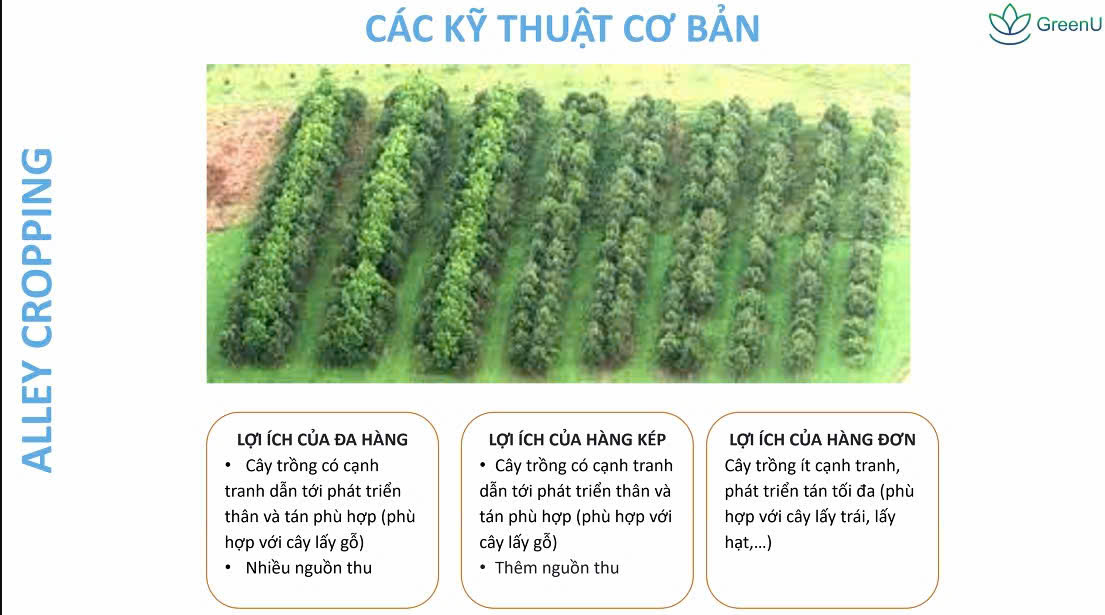 CÁC KỸ THUẬT CƠ BẢN
GreenU
ALLEY CROPPING
LỢI ÍCH CỦA ĐA HÀNG
• Cây trồng có cạnh
tranh dẫn tới phát triển
thân và tán phù hợp (phù
hợp với cây lấy gỗ)
• Nhiều nguồn thu
LỢI ÍCH CỦA HÀNG KÉP
• Cây trồng có cạnh tranh
dẫn tới phát triển thân và
tán phù hợp (phù hợp với
cây lấy gỗ)
• Thêm nguồn thu
LỢI ÍCH CỦA HÀNG ĐƠN
Cây trồng ít cạnh tranh,
phát triển tán tối đa (phù
hợp với cây lấy trái, lấy
hạt,...)